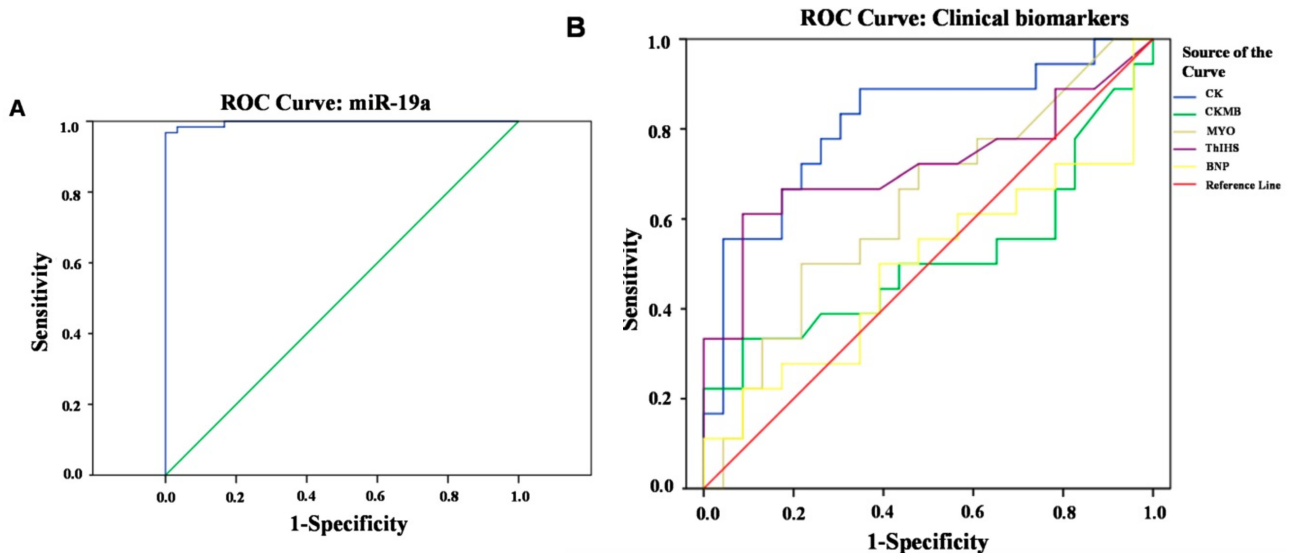 A
ROC Curve: miR-19a
1.0
0.8
0.6
0.4
0.2
0.0
Sensitivity
0.0 0.2 0.4 0.6 0.8 1.0
1-Specificity
B
ROC Curve: Clinical biomarkers
1.0
0.8
0.6
0.4
0.2
0.0
Sensitivity
0.0 0.2 0.4 0.6 0.8 1.0
1-Specificity
Source of the
Curve
CK
CKMB
MYO
ThIHS
BNP
Reference Line